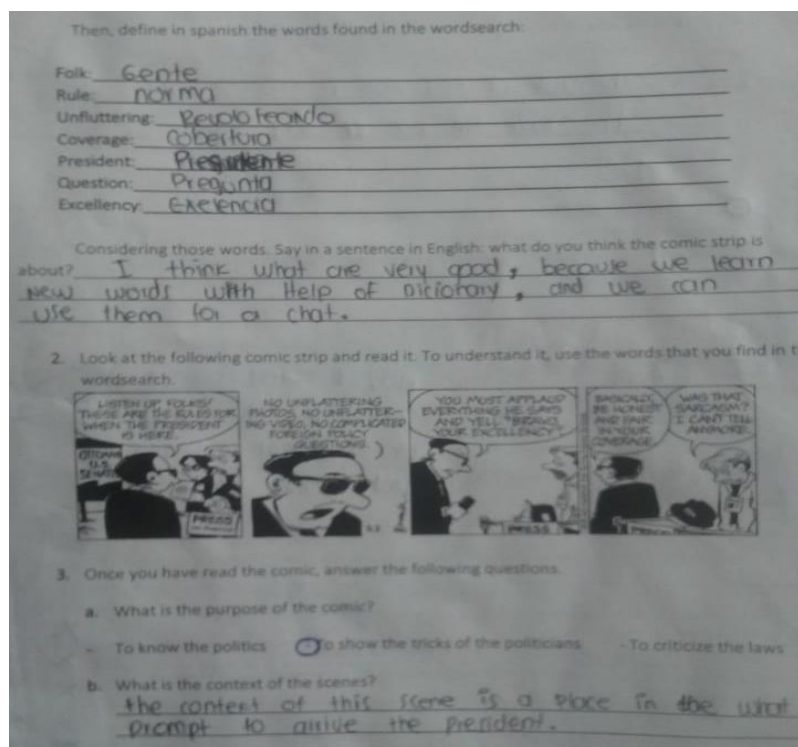 Then, define in spanish the words found in the wordsearch:
Folk: Gente
Rule: norma
Unfluttering: Revoloteando
Coverage: Cobertura
President: Presidente
Question: Pregunta
Excellency: Exelencia
Considering those words. Say in a sentence in English: what do you think the comic strip is
about? I think what are very good, because we learn
New words with Help of Dicionary, and we can
use them for a chat.
2. Look at the following comic strip and read it. To understand it, use the words that you find in t
wordsearch.
LISTEN UP, FOLKS!
THESE ARE THE RULES FOR
WHEN THE PRESIDENT
IS HERE.
U.S.
PRESS
NO UNFLATTERING
PHOTOS, NO UNFLATTER-
ING VIDEO, NO COMPLICATED
FOREIGN POLICY
QUESTIONS.
YOU MUST APPLAUD
EVERYTHING HE SAYS
AND YELL "BRAVO,
YOUR EXCELLENCY!"
PRESS
BASICALLY,
BE HONEST
AND FAIR
IN YOUR
COVERAGE.
WAS THAT
SARCASM?
I CAN'T TELL
ANYMORE.
3. Once you have read the comic, answer the following questions.
a. What is the purpose of the comic?
- To know the politics - To show the tricks of the politicians - To criticize the laws
b. What is the context of the scenes?
the context of this scene is a place in the what
prompt to airive the president.